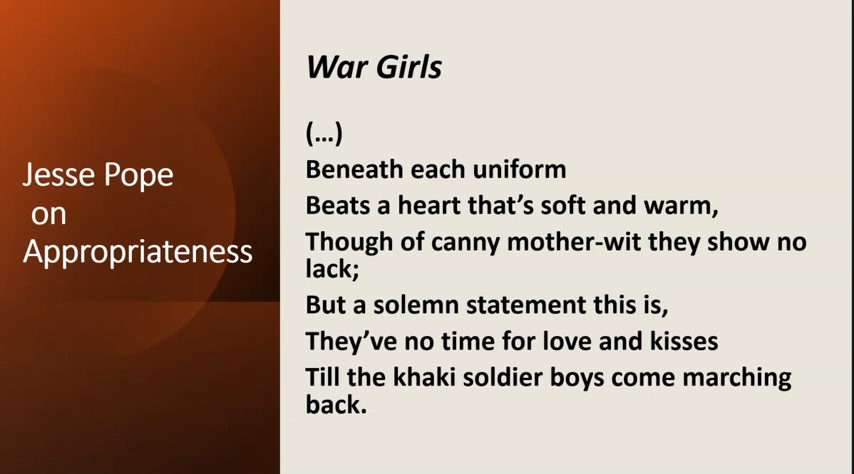 Jesse Pope
on
Appropriateness
War Girls
(...)
Beneath each uniform
Beats a heart that’s soft and warm,
Though of canny mother-wit they show no
lack;
But a solemn statement this is,
They’ve no time for love and kisses
Till the khaki soldier boys come marching
back.